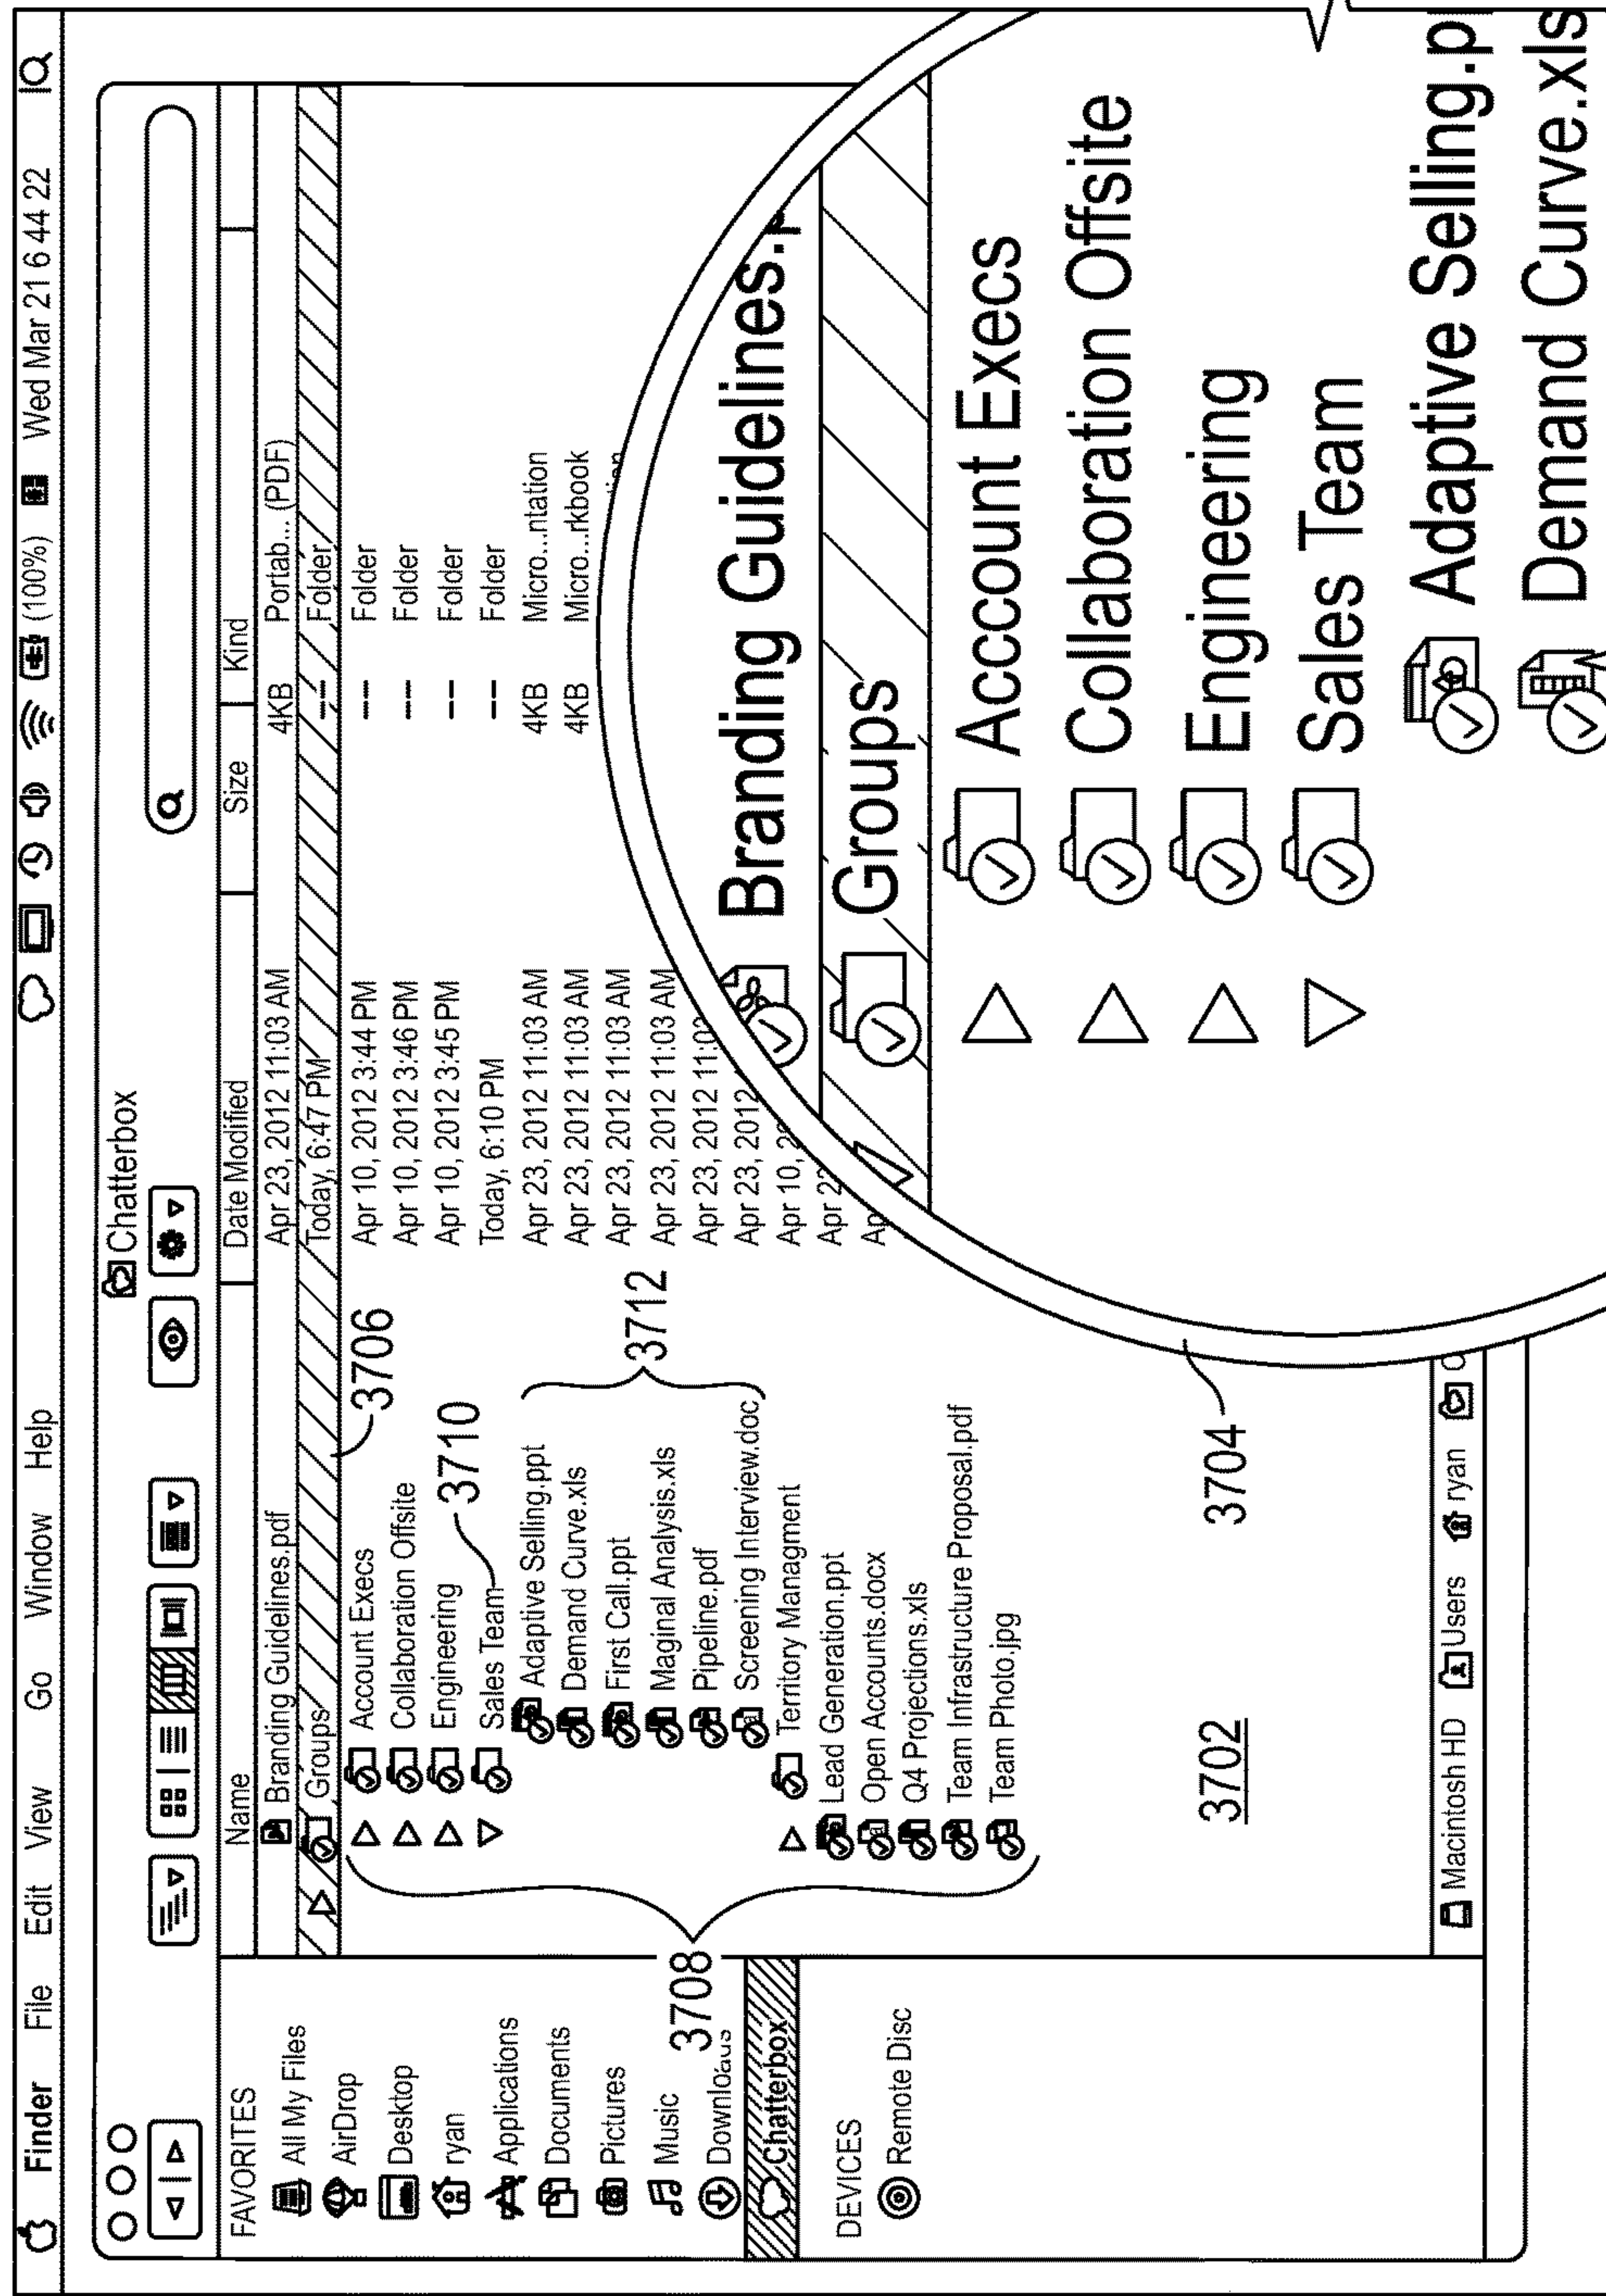 Finder File Edit View Go Window Help (100%) Wed Mar 21 6 44 22
Chatterbox
FAVORITES
All My Files
AirDrop
Desktop
ryan
Applications
Documents
Pictures
Music
Downloads
Chatterbox
DEVICES
Remote Disc
Name Date Modified Size Kind
Branding Guidelines.pdf Apr 23, 2012 11:03 AM 4KB Portab... (PDF)
Groups Today, 6:47 PM -- Folder
Account Execs Apr 10, 2012 3:44 PM -- Folder
Collaboration Offsite Apr 10, 2012 3:46 PM -- Folder
Engineering Apr 10, 2012 3:45 PM -- Folder
Sales Team Today, 6:10 PM -- Folder
Adaptive Selling.ppt Apr 23, 2012 11:03 AM 4KB Micro...ntation
Demand Curve.xls Apr 23, 2012 11:03 AM 4KB Micro...rkbook
First Call.ppt Apr 23, 2012 11:03 AM
Maginal Analysis.xls Apr 23, 2012 11:03 AM
Pipeline.pdf Apr 23, 2012 11:03
Screening Interview.doc Apr 23, 2012
Territory Managment Apr 10,
Lead Generation.ppt Apr 23
Open Accounts.docx
Q4 Projections.xls
Team Infrastructure Proposal.pdf
Team Photo.jpg
3706
3710
3712
3708
3702
3704
Macintosh HD Users ryan
Branding Guidelines.p
Groups
Account Execs
Collaboration Offsite
Engineering
Sales Team
Adaptive Selling.p
Demand Curve.xls